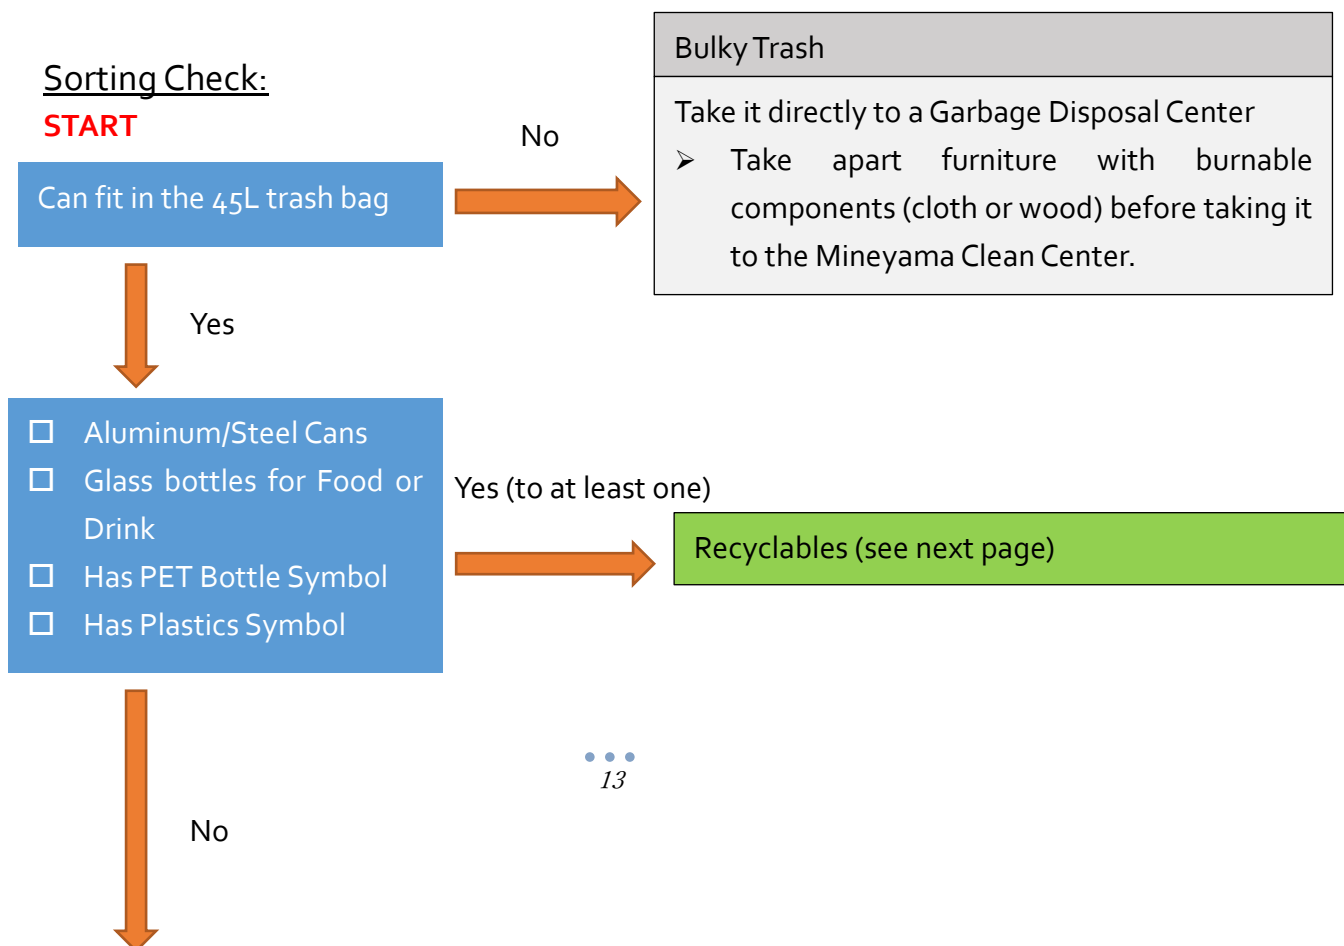 Sorting Check:
START
Can fit in the 45L trash bag
No
Bulky Trash
Take it directly to a Garbage Disposal Center
➢ Take apart furniture with burnable
components (cloth or wood) before taking it
to the Mineyama Clean Center.
Yes
☐ Aluminum/Steel Cans
☐ Glass bottles for Food or
Drink
☐ Has PET Bottle Symbol
☐ Has Plastics Symbol
Yes (to at least one)
Recyclables (see next page)
No
13